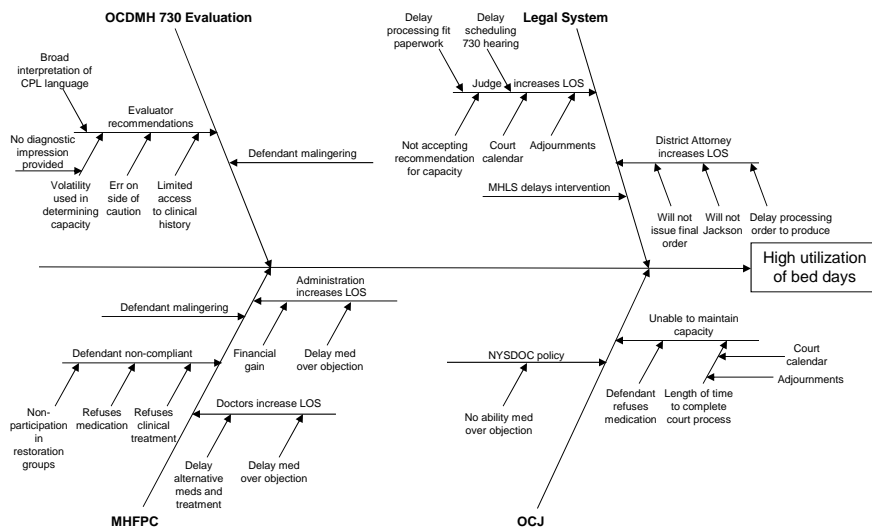 OCDMH 730 Evaluation
Broad
interpretation of
CPL language
Evaluator
recommendations
No diagnostic
impression
provided
Volatility
used in
determining
capacity
Err on
side of
caution
Limited
access
to clinical
history
Defendant malingering
Legal System
Delay
processing fit
paperwork
Delay
scheduling
730 hearing
Judge increases LOS
Not accepting
recommendation
for capacity
Court
calendar
Adjournments
District Attorney
increases LOS
MHLS delays intervention
Will not
issue final
order
Will not
Jackson
Delay processing
order to produce
High utilization
of bed days
Administration
increases LOS
Defendant malingering
Financial
gain
Delay med
over objection
Defendant non-compliant
Non-
participation
in
restoration
groups
Refuses
medication
Refuses
clinical
treatment
Doctors increase LOS
Delay
alternative
meds and
treatment
Delay med
over objection
MHFPC
Unable to maintain
capacity
NYSDOC policy
No ability med
over objection
Defendant
refuses
medication
Length of time
to complete
court process
Court
calendar
Adjournments
OCJ